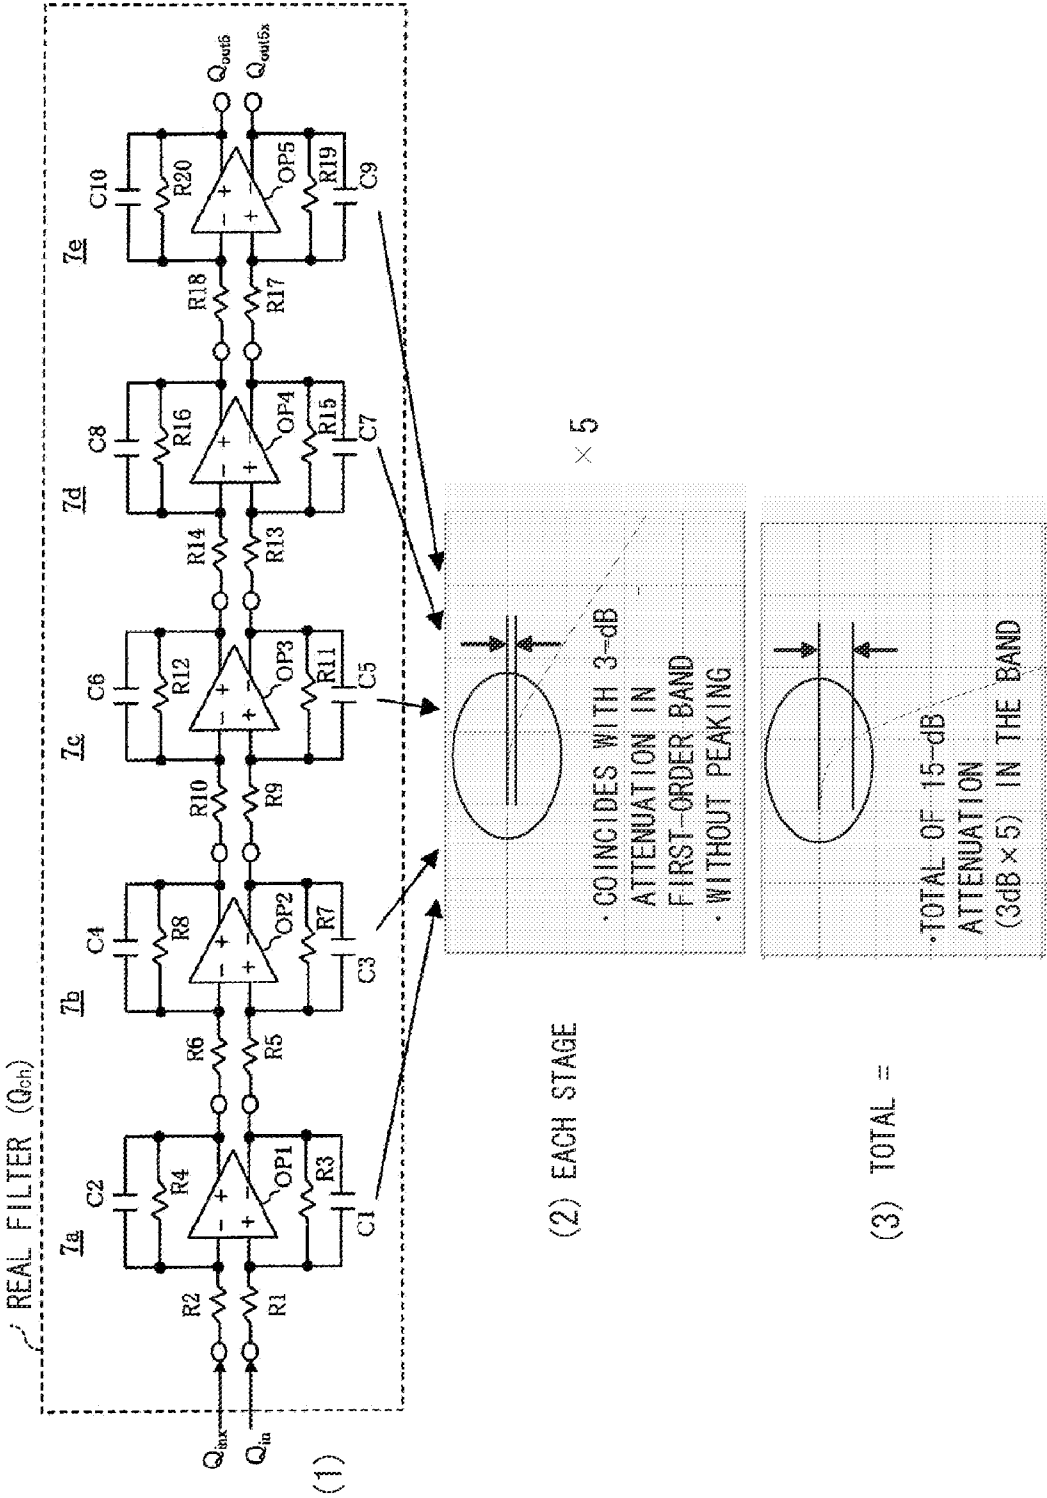 REAL FILTER (Qch)
(1)
Qinx
Qin
7a
7b
7c
7d
7e
C2
R4
R2
R1
OP1
R3
C1
C4
R8
R6
R5
OP2
R7
C3
C6
R12
R10
R9
OP3
R11
C5
C8
R16
R14
R13
OP4
R15
C7
C10
R20
R18
R17
OP5
R19
C9
Qout5
Qout5x
(2) EACH STAGE
· COINCIDES WITH 3-dB
ATTENUATION IN
FIRST-ORDER BAND
· WITHOUT PEAKING
× 5
(3) TOTAL =
·TOTAL OF 15-dB
ATTENUATION
(3dB × 5) IN THE BAND